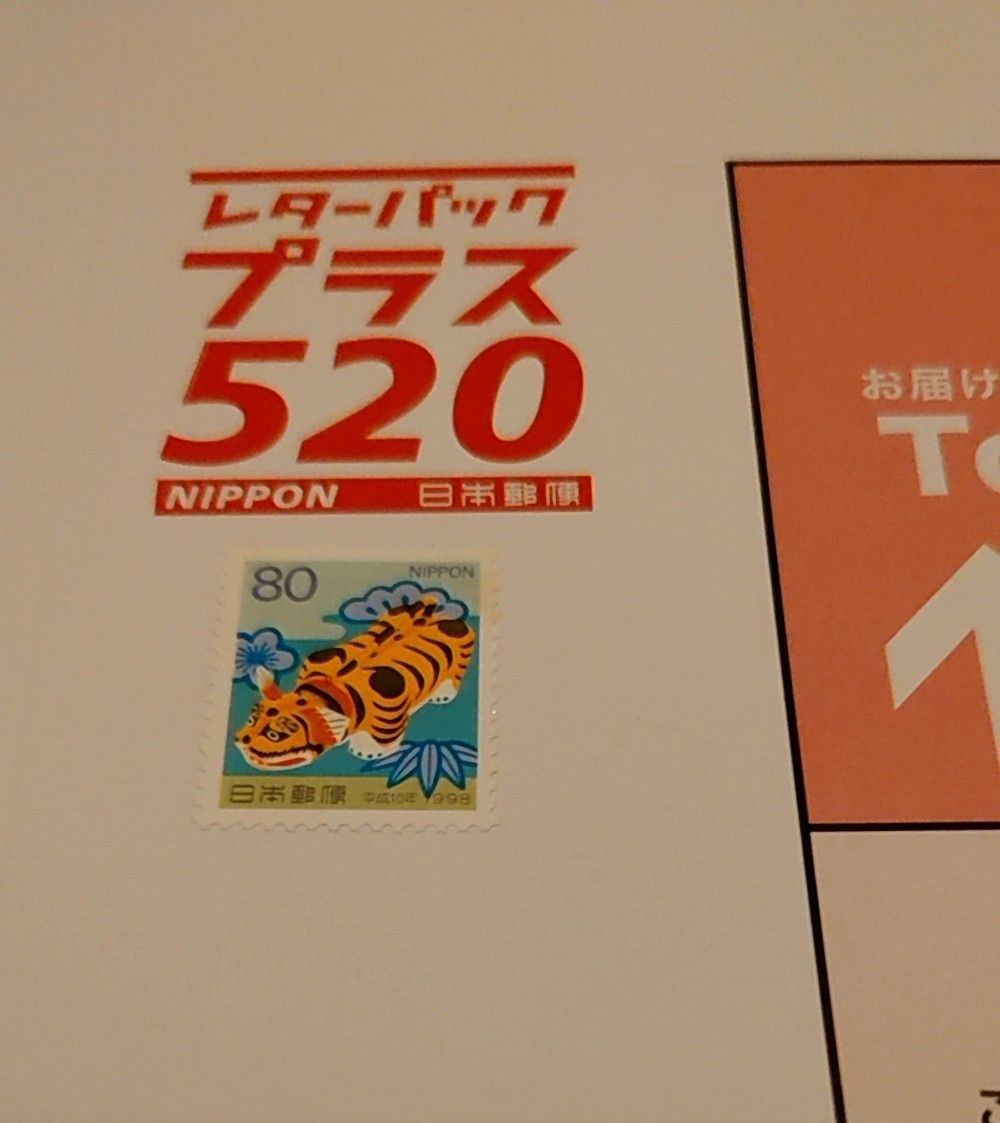 レターパック
プラス
520
NIPPON 日本郵便
80 NIPPON
日本郵便 平成10年 1998
お届け
To